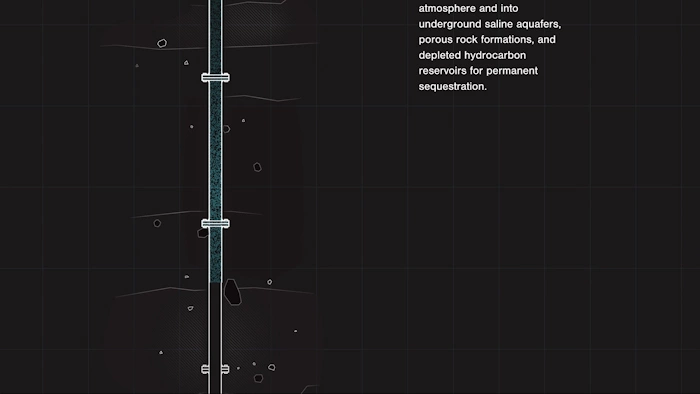 atmosphere and into
underground saline aquafers,
porous rock formations, and
depleted hydrocarbon
reservoirs for permanent
sequestration.